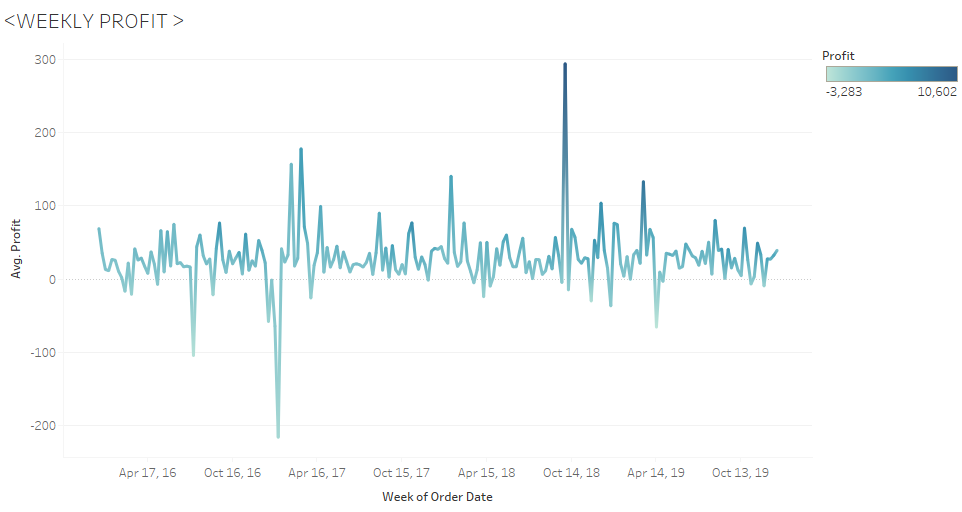 <WEEKLY PROFIT >
Profit
-3,283 10,602
300
200
100
0
-100
-200
Avg. Profit
Apr 17, 16 Oct 16, 16 Apr 16, 17 Oct 15, 17 Apr 15, 18 Oct 14, 18 Apr 14, 19 Oct 13, 19
Week of Order Date